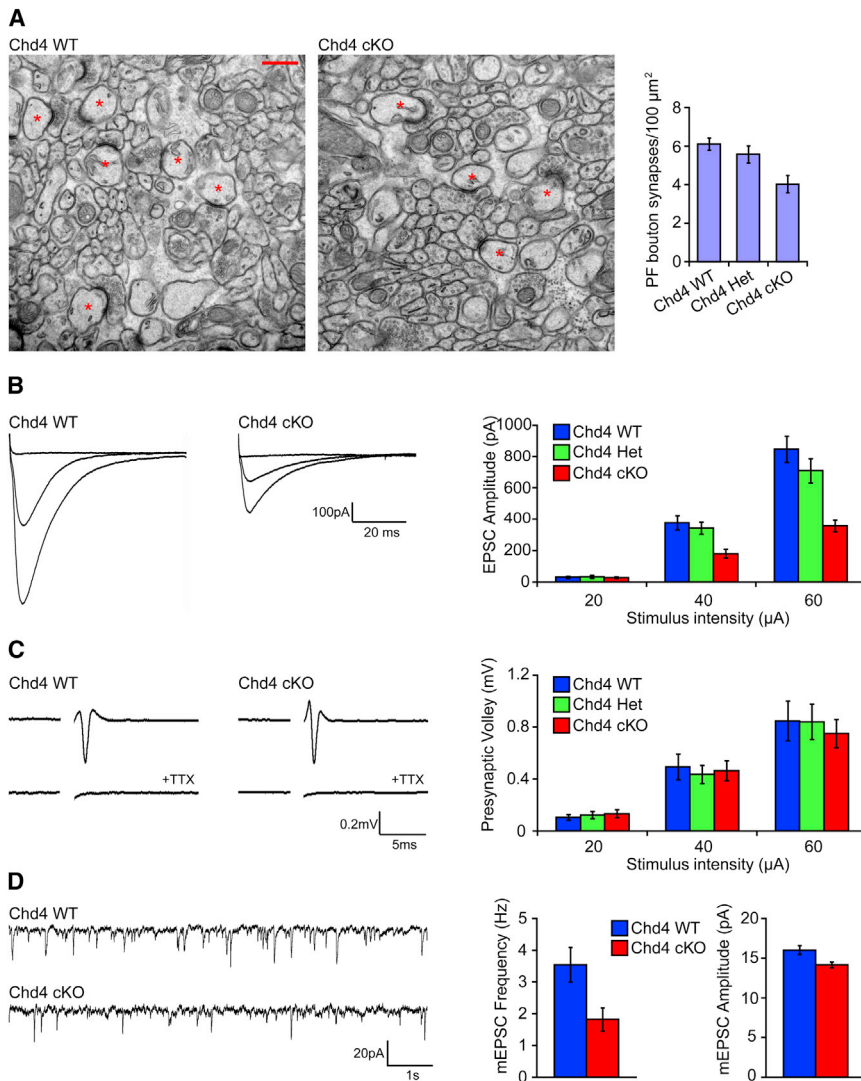 A
Chd4 WT
Chd4 cKO
* * * * * *
* * * *
PF bouton synapses/100 µm²
8
6
4
2
0
Chd4 WT
Chd4 Het
Chd4 cKO
B
Chd4 WT
Chd4 cKO
100pA
20 ms
EPSC Amplitude (pA)
1000
800
600
400
200
0
Chd4 WT
Chd4 Het
Chd4 cKO
20 40 60
Stimulus intensity (µA)
C
Chd4 WT
Chd4 cKO
+TTX
+TTX
0.2mV
5ms
Presynaptic Volley (mV)
1.2
0.8
0.4
0
Chd4 WT
Chd4 Het
Chd4 cKO
20 40 60
Stimulus intensity (µA)
D
Chd4 WT
Chd4 cKO
20pA
1s
mEPSC Frequency (Hz)
5
4
3
2
1
0
Chd4 WT
Chd4 cKO
mEPSC Amplitude (pA)
20
15
10
5
0